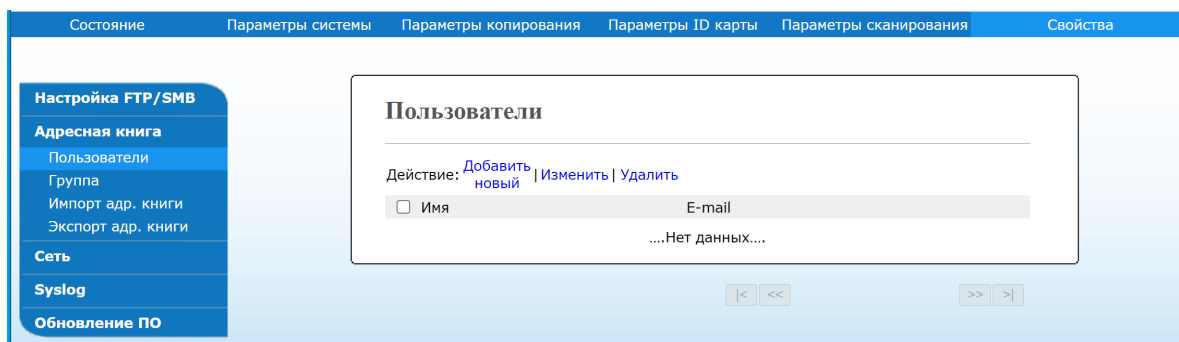 Состояние Параметры системы Параметры копирования Параметры ID карты Параметры сканирования Свойства
Настройка FTP/SMB
Адресная книга
Пользователи
Группа
Импорт адр. книги
Экспорт адр. книги
Сеть
Syslog
Обновление ПО
Пользователи
Действие: Добавить новый | Изменить | Удалить
Имя E-mail
....Нет данных....
|< << >> >|